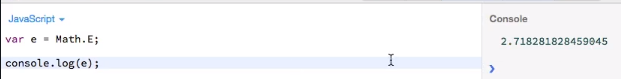 JavaScript
var e = Math.E;
console.log(e);
Console
2.718281828459045